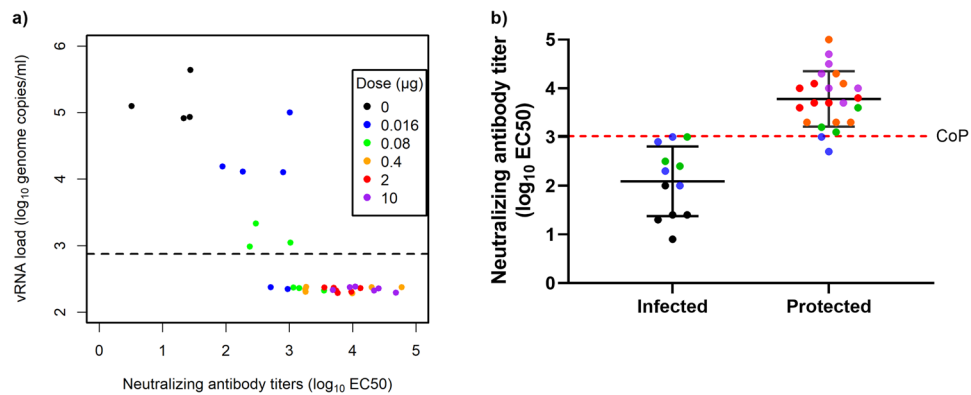 a)
vRNA load (log10 genome copies/ml)
6
5
4
3
2
Dose (µg)
0
0.016
0.08
0.4
2
10
0 1 2 3 4 5
Neutralizing antibody titers (log10 EC50)
b)
Neutralizing antibody titer
(log10 EC50)
5
4
3
2
1
0
CoP
Infected Protected